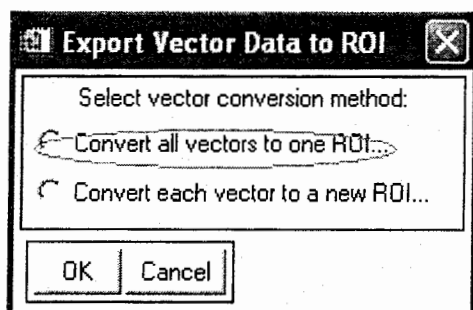 Export Vector Data to ROI
Select vector conversion method:
Convert all vectors to one ROI...
Convert each vector to a new ROI...
OK Cancel